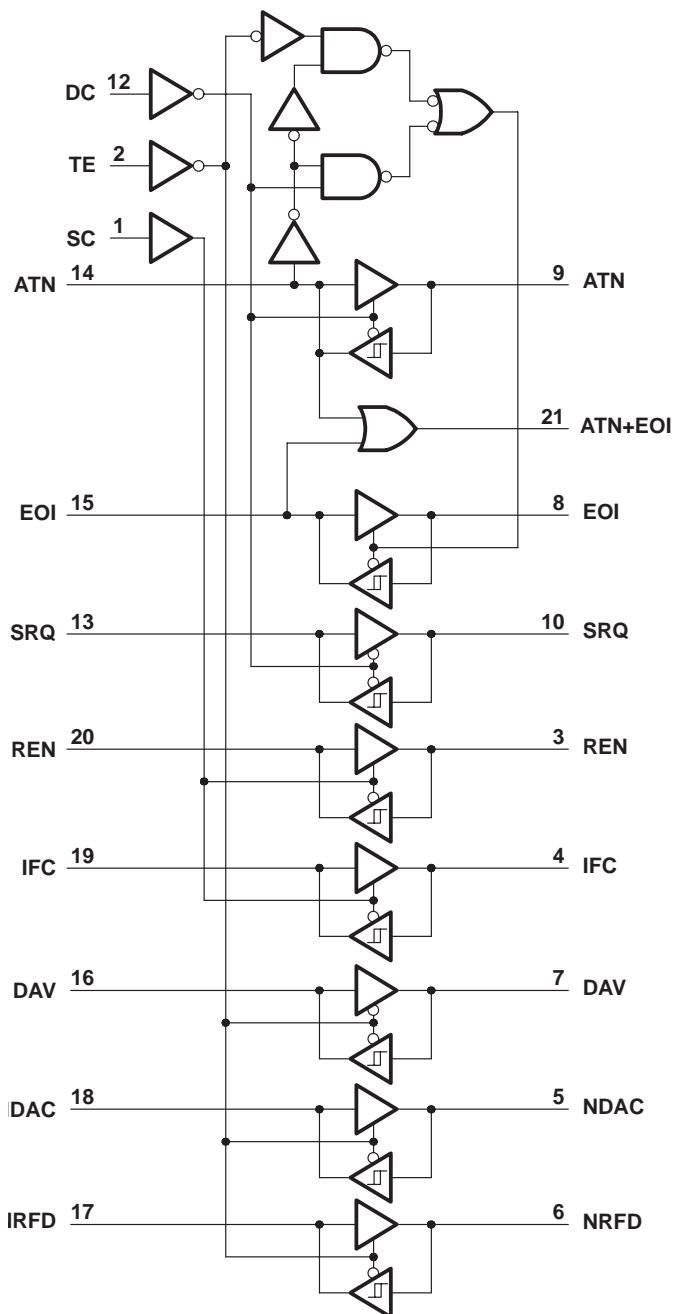 DC 12
TE 2
SC 1
ATN 14 9 ATN
21 ATN+EOI
EOI 15 8 EOI
SRQ 13 10 SRQ
REN 20 3 REN
IFC 19 4 IFC
DAV 16 7 DAV
18 5 NDAC
17 6 NRFD